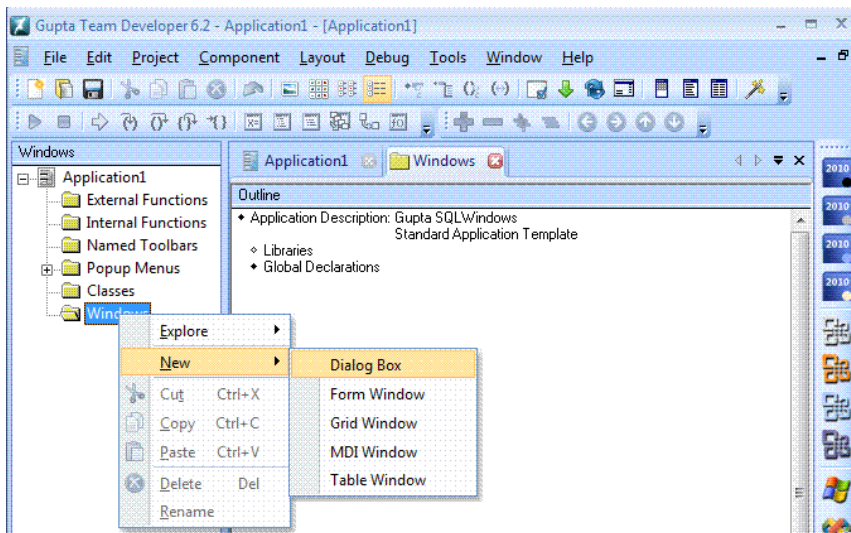 Gupta Team Developer 6.2 - Application1 - [Application1]
File Edit Project Component Layout Debug Tools Window Help
Windows
Application1
External Functions
Internal Functions
Named Toolbars
Popup Menus
Classes
Windows
Application1 Windows
Outline
Application Description: Gupta SQLWindows
Standard Application Template
Libraries
Global Declarations
Explore
New
Cut Ctrl+X
Copy Ctrl+C
Paste Ctrl+V
Delete Del
Rename
Dialog Box
Form Window
Grid Window
MDI Window
Table Window
2010
2010
2010
2010